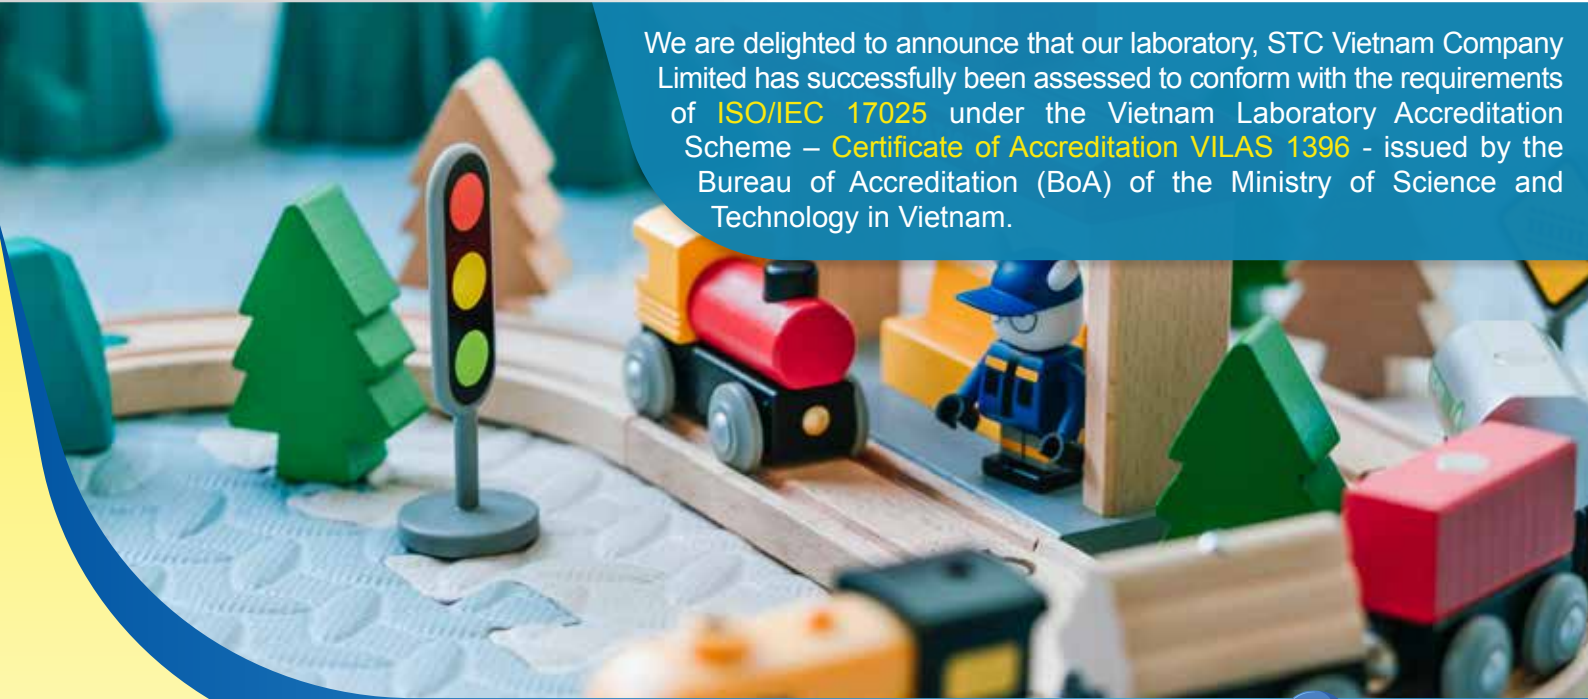 We are delighted to announce that our laboratory, STC Vietnam Company
Limited has successfully been assessed to conform with the requirements
of ISO/IEC 17025 under the Vietnam Laboratory Accreditation
Scheme – Certificate of Accreditation VILAS 1396 - issued by the
Bureau of Accreditation (BoA) of the Ministry of Science and
Technology in Vietnam.